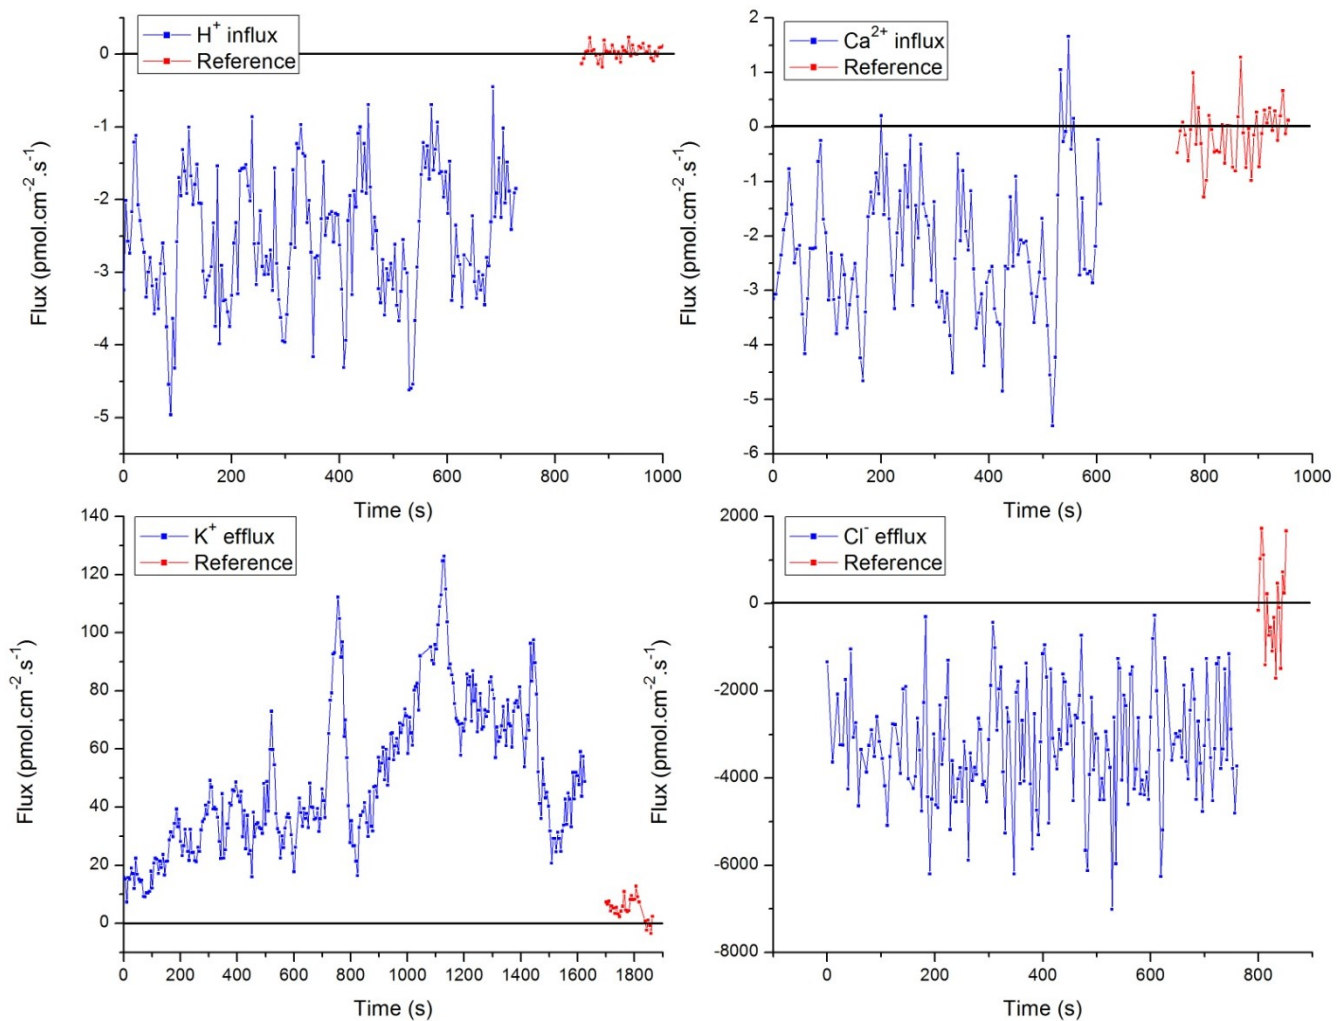 H⁺ influx
Reference
0
-1
-2
-3
-4
-5
Flux (pmol.cm⁻².s⁻¹)
0 200 400 600 800 1000
Time (s)
Ca²⁺ influx
Reference
2
1
0
-1
-2
-3
-4
-5
-6
Flux (pmol.cm⁻².s⁻¹)
0 200 400 600 800 1000
Time (s)
K⁺ efflux
Reference
140
120
100
80
60
40
20
0
Flux (pmol.cm⁻².s⁻¹)
0 200 400 600 800 1000 1200 1400 1600 1800
Time (s)
Cl⁻ efflux
Reference
2000
0
-2000
-4000
-6000
-8000
Flux (pmol.cm⁻².s⁻¹)
0 200 400 600 800
Time (s)